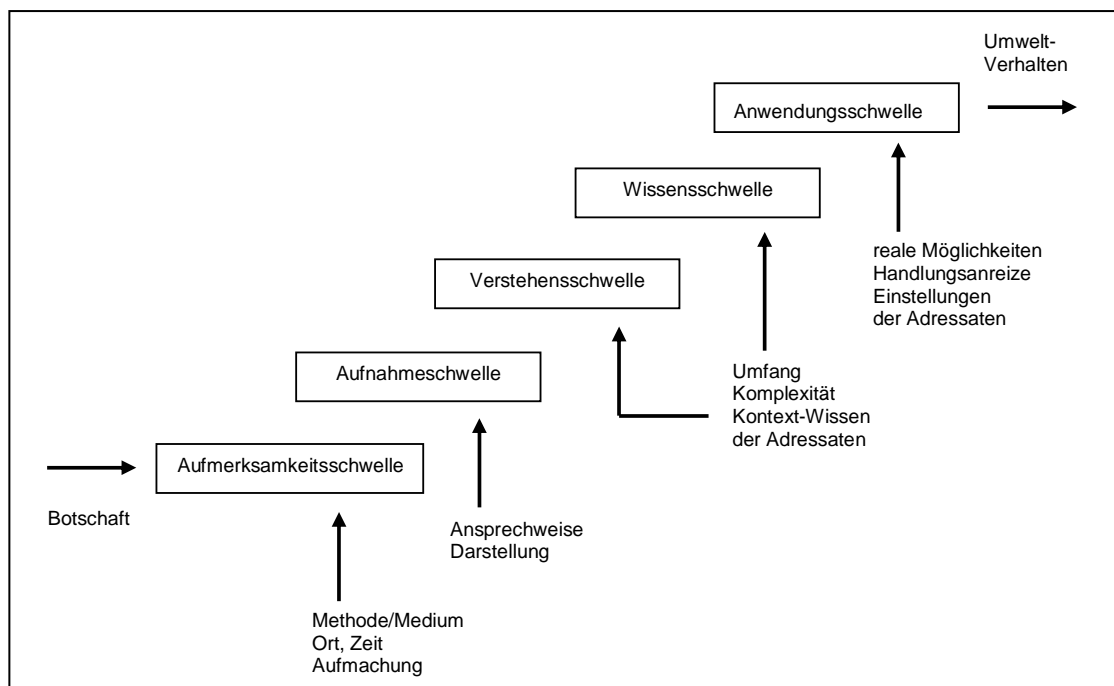 Umwelt-
Verhalten
Anwendungsschwelle
Wissensschwelle
reale Möglichkeiten
Handlungsanreize
Einstellungen
der Adressaten
Verstehensschwelle
Aufnahmeschwelle
Umfang
Komplexität
Kontext-Wissen
der Adressaten
Aufmerksamkeitsschwelle
Botschaft
Ansprechweise
Darstellung
Methode/Medium
Ort, Zeit
Aufmachung